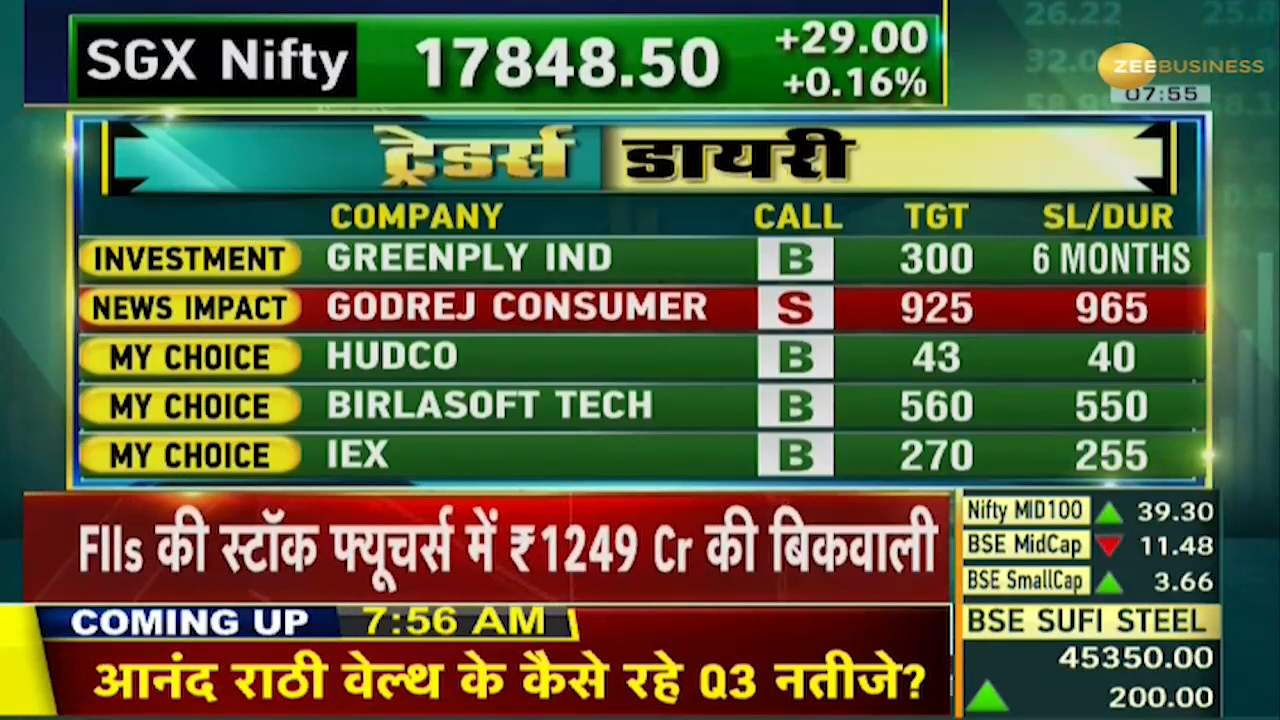 SGX Nifty 17848.50 +29.00
+0.16%
ZEEBUSINESS
07:55
ट्रेडर्स डायरी
COMPANY CALL TGT SL/DUR
INVESTMENT GREENPLY IND B 300 6 MONTHS
NEWS IMPACT GODREJ CONSUMER S 925 965
MY CHOICE HUDCO B 43 40
MY CHOICE BIRLASOFT TECH B 560 550
MY CHOICE IEX B 270 255
FIIs की स्टॉक फ्यूचर्स में ₹1249 Cr की बिकवाली
Nifty MID100 39.30
BSE MidCap 11.48
BSE SmallCap 3.66
BSE SUFI STEEL
45350.00
200.00
COMING UP 7:56 AM
आनंद राठी वेल्थ के कैसे रहे Q3 नतीजे?